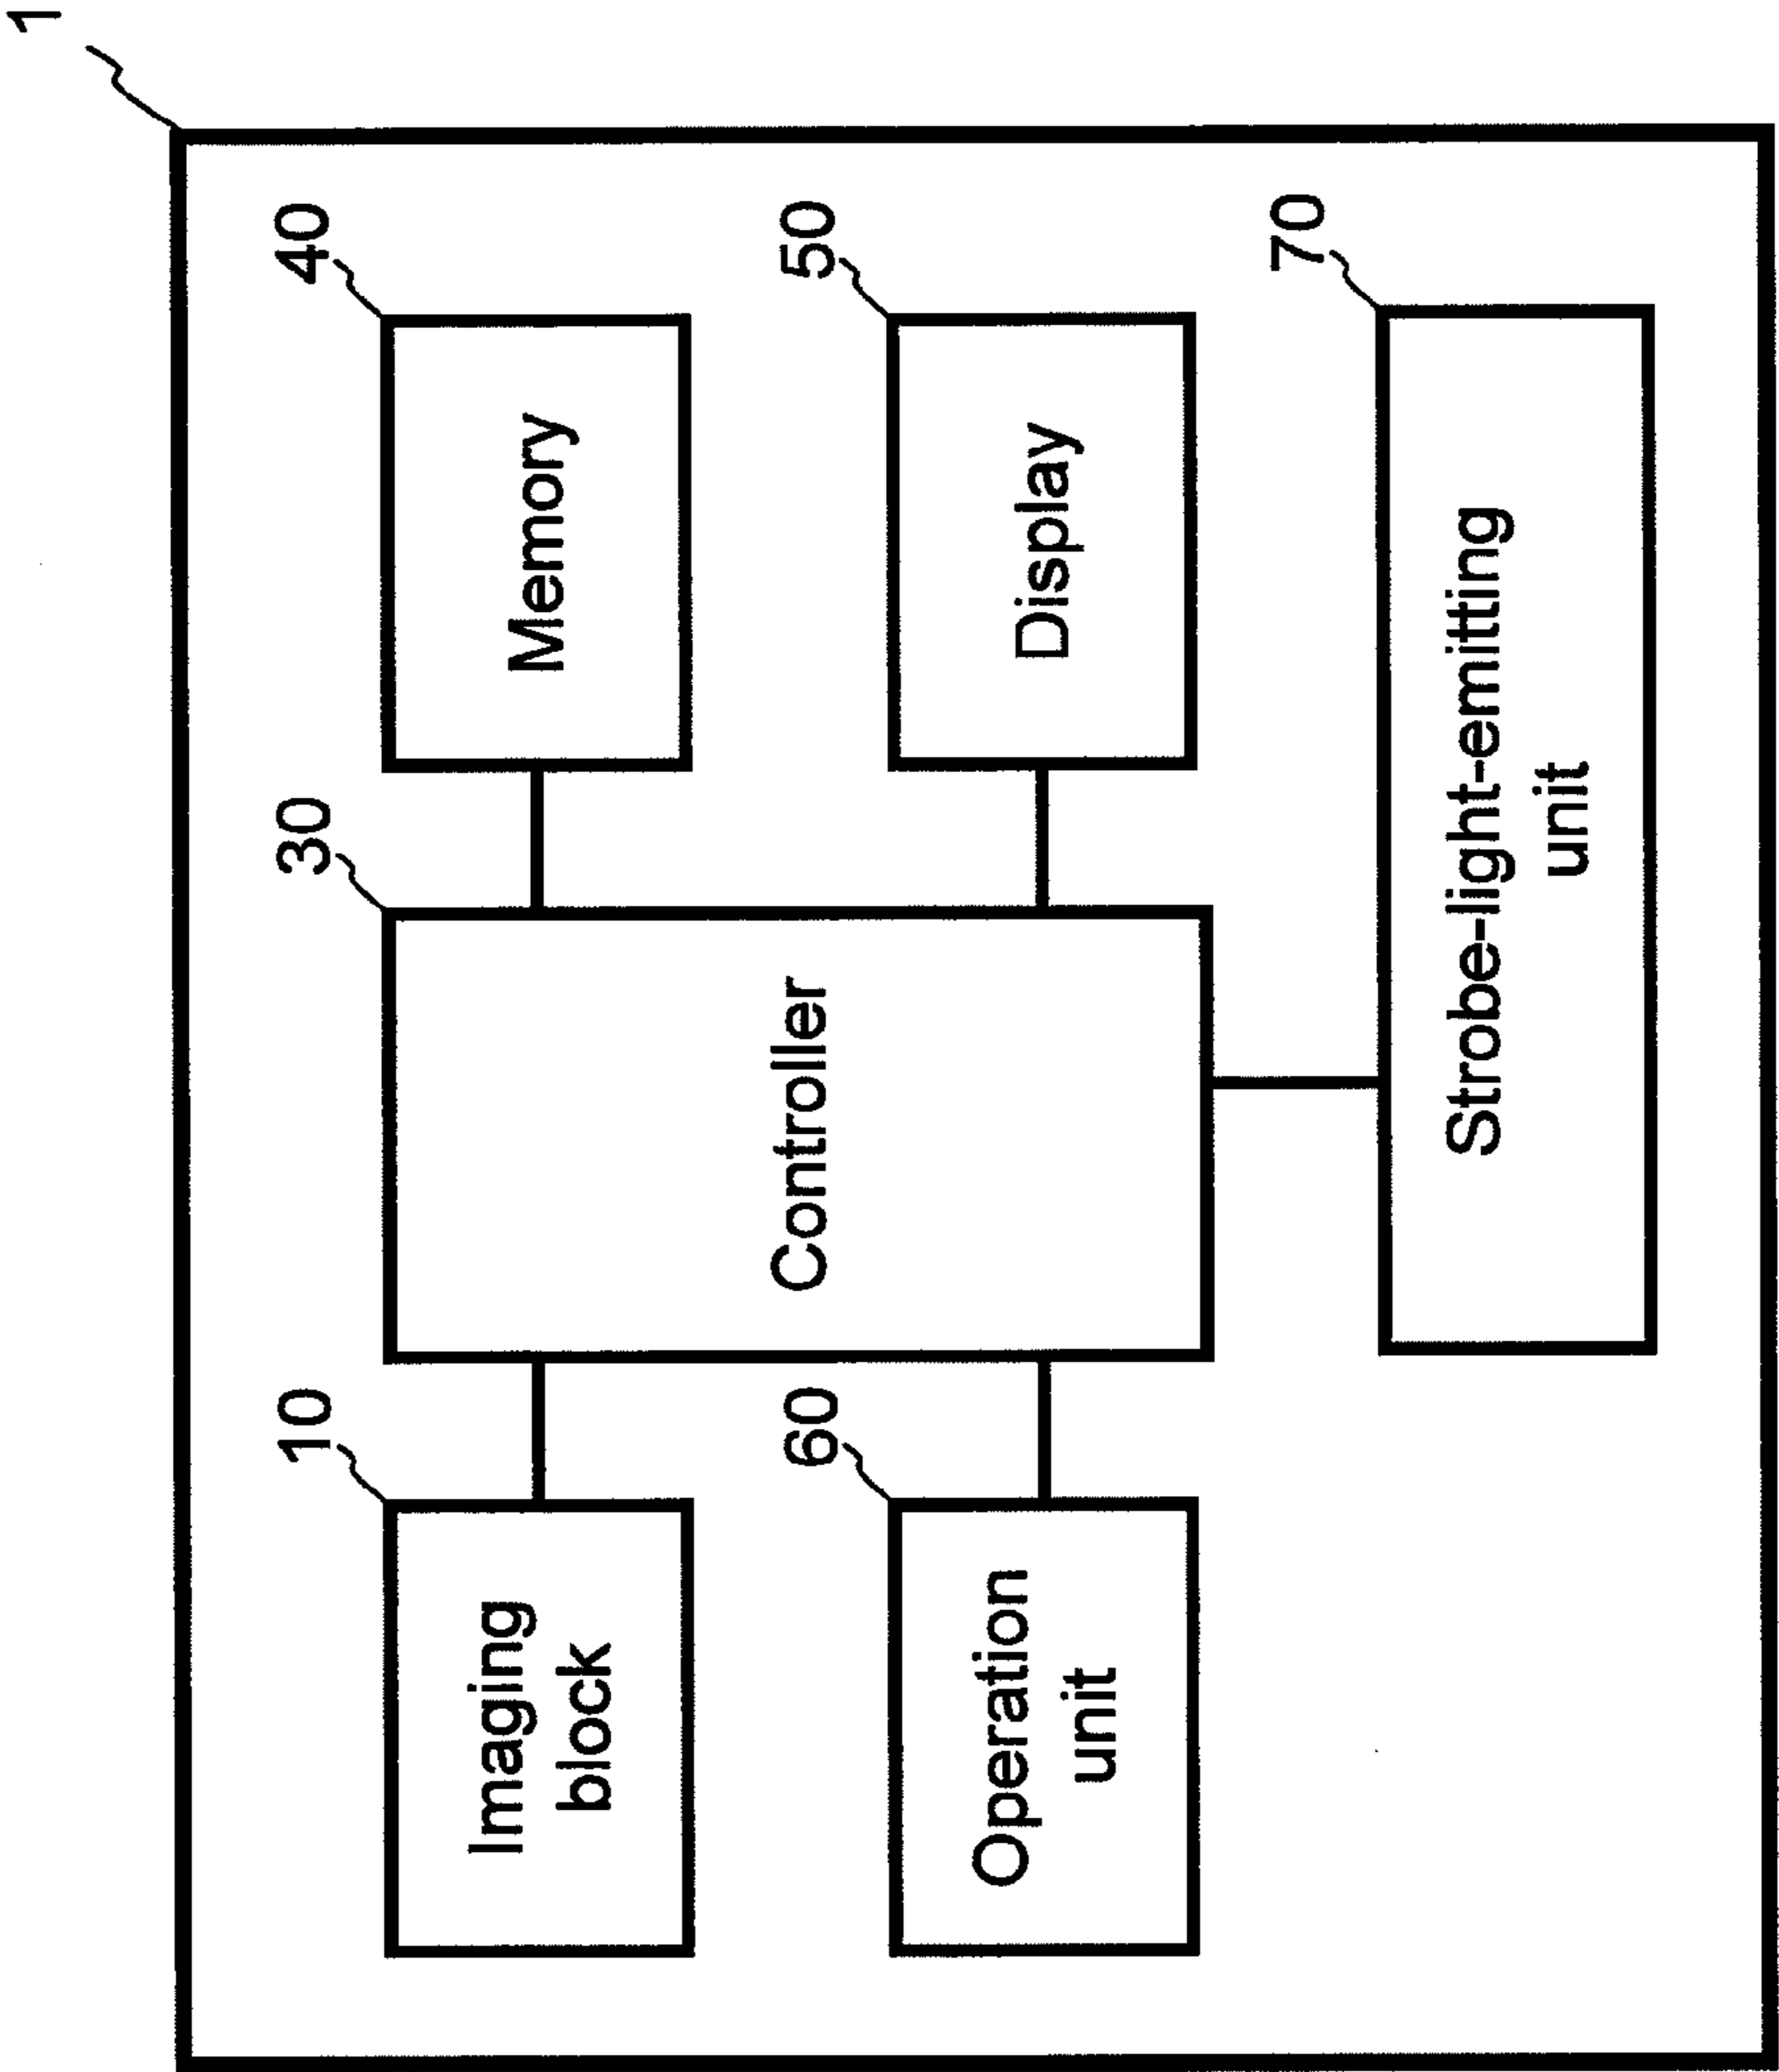 1
10
30
40
Imaging
block
Controller
Memory
60
50
Operation
unit
Display
70
Strobe-light-emitting
unit